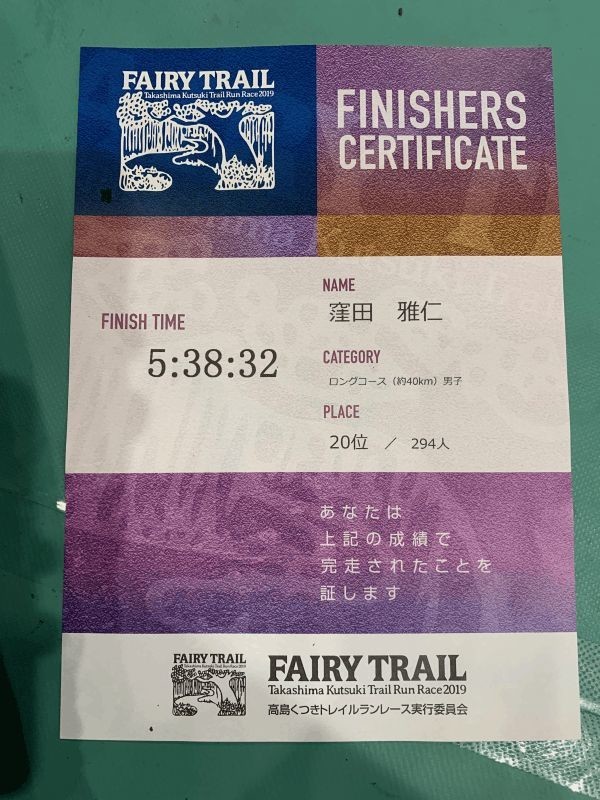 FAIRY TRAIL
Takashima Kutsuki Trail Run Race 2019
FINISHERS
CERTIFICATE
FINISH TIME
5:38:32
NAME
窪田 雅仁
CATEGORY
ロングコース（約40km）男子
PLACE
20位 / 294人
あなたは
上記の成績で
完走されたことを
証します
FAIRY TRAIL
Takashima Kutsuki Trail Run Race 2019
FAIRY TRAIL
Takashima Kutsuki Trail Run Race 2019
高島くつきトレイルランレース実行委員会